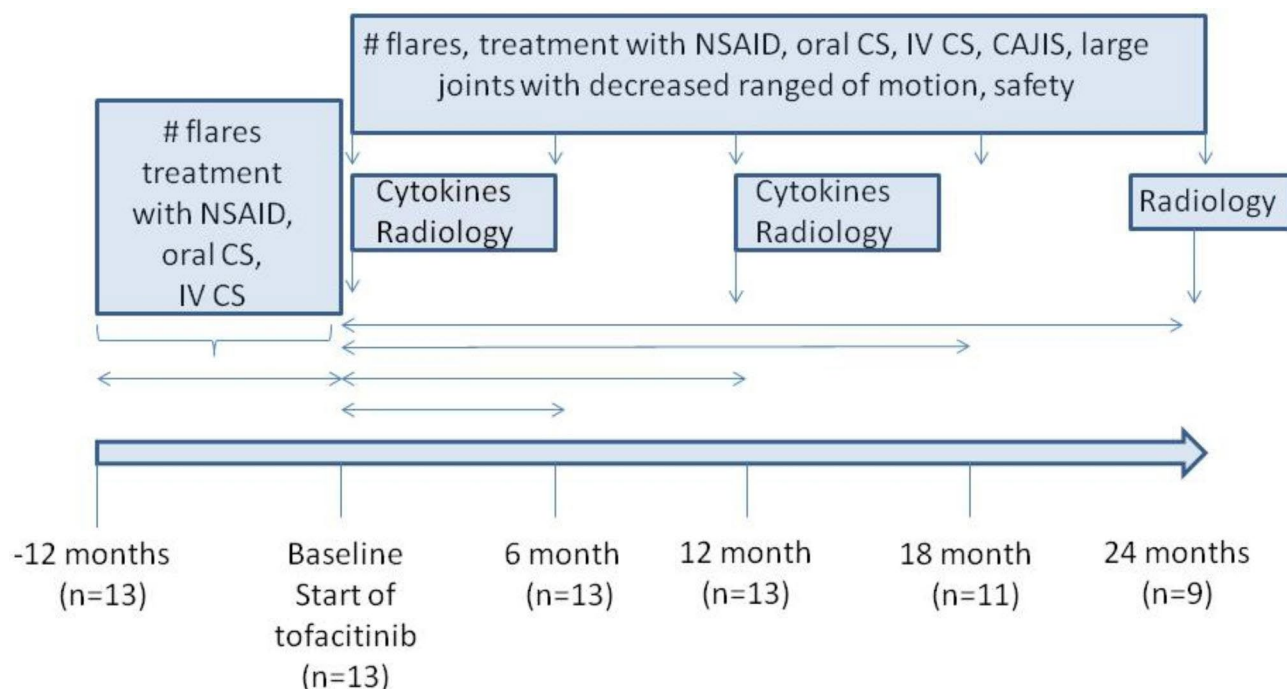 # flares, treatment with NSAID, oral CS, IV CS, CAJIS, large
joints with decreased ranged of motion, safety
# flares
treatment
with NSAID,
oral CS,
IV CS
Cytokines
Radiology
Cytokines
Radiology
Radiology
-12 months
(n=13)
Baseline
Start of
tofacitinib
(n=13)
6 month
(n=13)
12 month
(n=13)
18 month
(n=11)
24 months
(n=9)